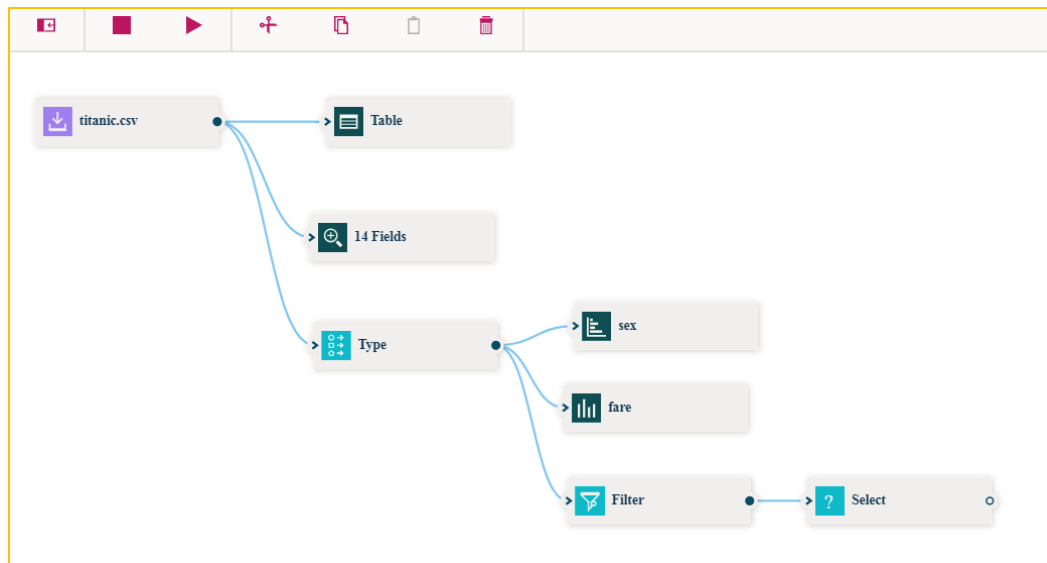 titanic.csv
Table
14 Fields
Type
sex
fare
Filter
? Select